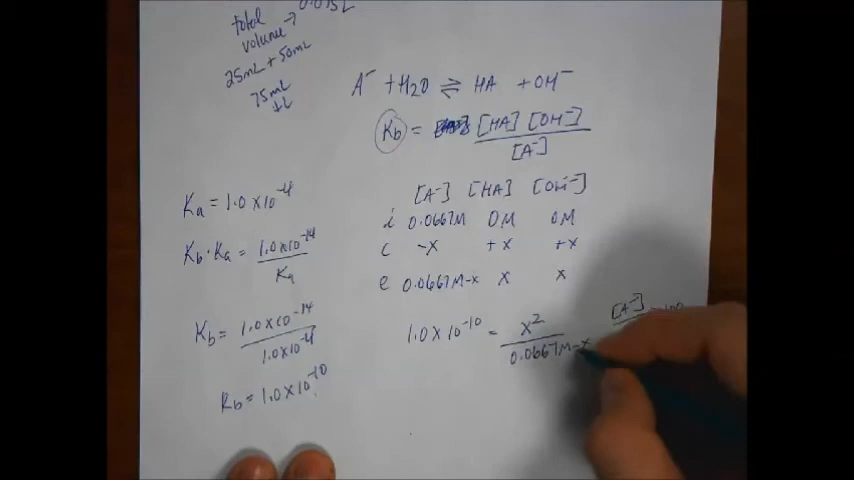 total 0.075L
volume →
25mL + 50mL
75mL
A⁻ + H₂O ⇌ HA + OH⁻
Kb = [HA] [OH⁻] / [A⁻]
Ka = 1.0 x 10⁻⁴
Kb · Ka = 1.0 x 10⁻¹⁴ / Ka
Kb = 1.0 x 10⁻¹⁴ / 1.0 x 10⁻⁴
Kb = 1.0 x 10⁻¹⁰
[A⁻] [HA] [OH⁻]
i 0.0667M 0M 0M
c -x +x +x
e 0.0667M-x x x
1.0 x 10⁻¹⁰ = x² / 0.0667M-x
[A⁻]